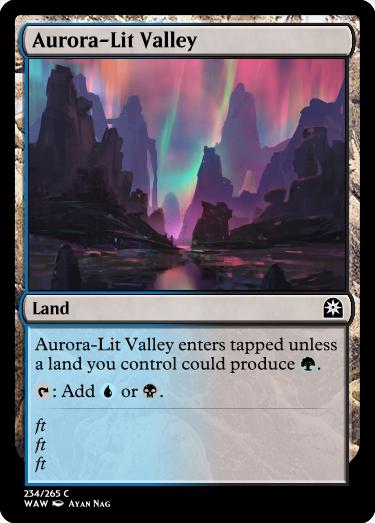 Aurora-Lit Valley
Land
Aurora-Lit Valley enters tapped unless
a land you control could produce .
: Add or .
ft
ft
ft
234/265 C
WAW Ayan Nag